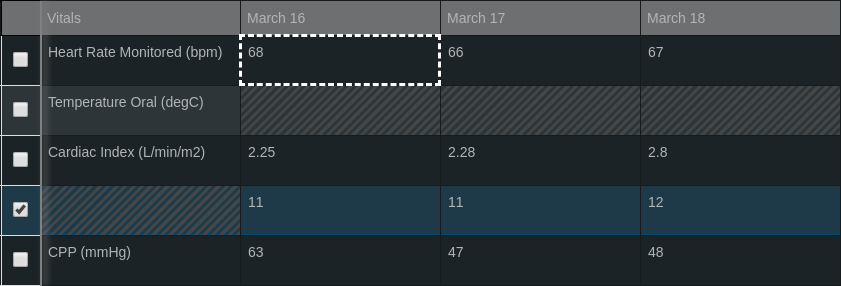 Vitals March 16 March 17 March 18
Heart Rate Monitored (bpm) 68 66 67
Temperature Oral (degC)
Cardiac Index (L/min/m2) 2.25 2.28 2.8
11 11 12
CPP (mmHg) 63 47 48